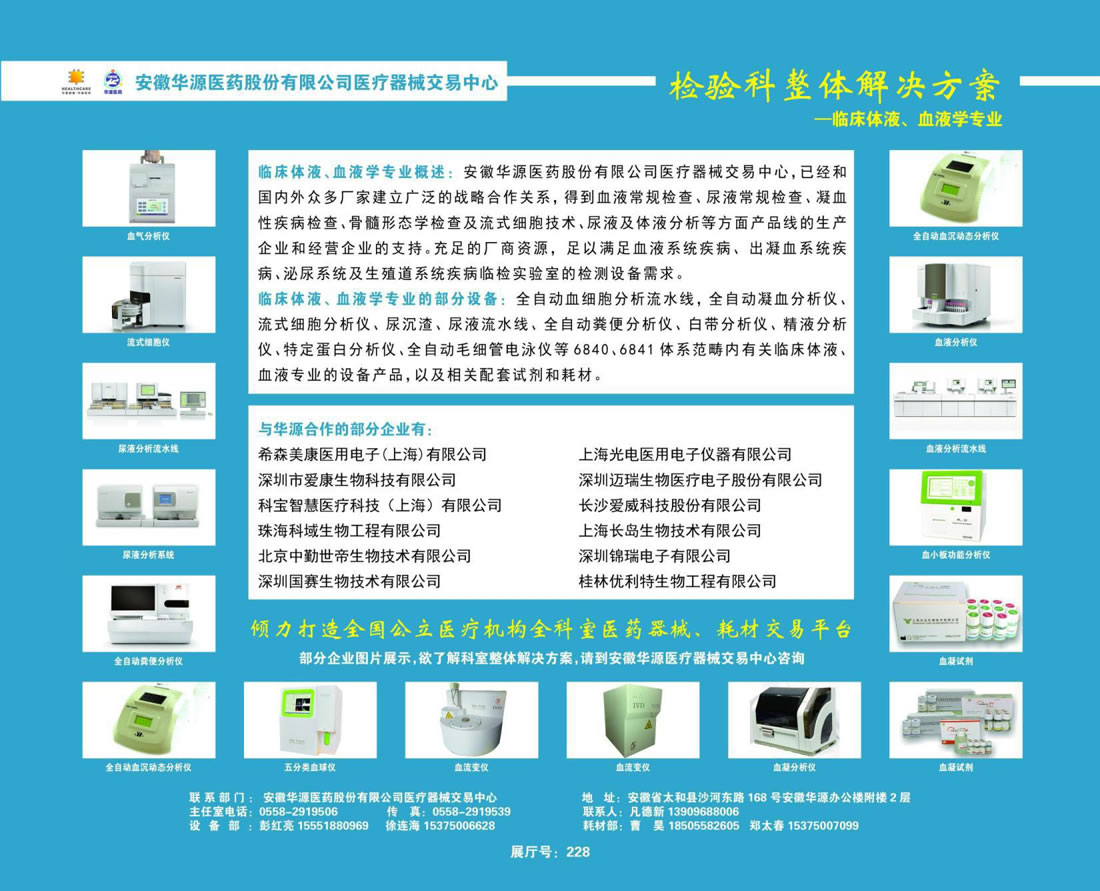 HEALTHCARE
华源医药
安徽华源医药股份有限公司医疗器械交易中心
检验科整体解决方案
—临床体液、血液学专业
血气分析仪
流式细胞仪
尿液分析流水线
尿液分析系统
全自动粪便分析仪
临床体液、血液学专业概述：安徽华源医药股份有限公司医疗器械交易中心，已经和
国内外众多厂家建立广泛的战略合作关系，得到血液常规检查、尿液常规检查、凝血
性疾病检查、骨髓形态学检查及流式细胞技术、尿液及体液分析等方面产品线的生产
企业和经营企业的支持。充足的厂商资源，足以满足血液系统疾病、出凝血系统疾
病、泌尿系统及生殖道系统疾病临检实验室的检测设备需求。
临床体液、血液学专业的部分设备：全自动血细胞分析流水线，全自动凝血分析仪、
流式细胞分析仪、尿沉渣、尿液流水线、全自动粪便分析仪、白带分析仪、精液分析
仪、特定蛋白分析仪、全自动毛细管电泳仪等6840、6841体系范畴内有关临床体液、
血液专业的设备产品，以及相关配套试剂和耗材。
与华源合作的部分企业有：
希森美康医用电子(上海)有限公司 上海光电医用电子仪器有限公司
深圳市爱康生物科技有限公司 深圳迈瑞生物医疗电子股份有限公司
科宝智慧医疗科技（上海）有限公司 长沙爱威科技股份有限公司
珠海科域生物工程有限公司 上海长岛生物技术有限公司
北京中勤世帝生物技术有限公司 深圳锦瑞电子有限公司
深圳国赛生物技术有限公司 桂林优利特生物工程有限公司
全自动血沉动态分析仪
血液分析仪
血液分析流水线
血小板功能分析仪
血凝试剂
倾力打造全国公立医疗机构全科室医药器械、耗材交易平台
部分企业图片展示，欲了解科室整体解决方案，请到安徽华源医疗器械交易中心咨询
IVD
IVD
全自动血沉动态分析仪 五分类血球仪 血流变仪 血流变仪 血凝分析仪 血凝试剂
联系部门：安徽华源医药股份有限公司医疗器械交易中心 地 址：安徽省太和县沙河东路168号安徽华源办公楼附楼2层
主任室电话：0558-2919506 传 真：0558-2919539 联系人：凡德新 13909688006
设 备 部：彭红亮 15551880969 徐连海 15375006628 耗材部：曹 昊 18505582605 郑太春 15375007099
展厅号：228